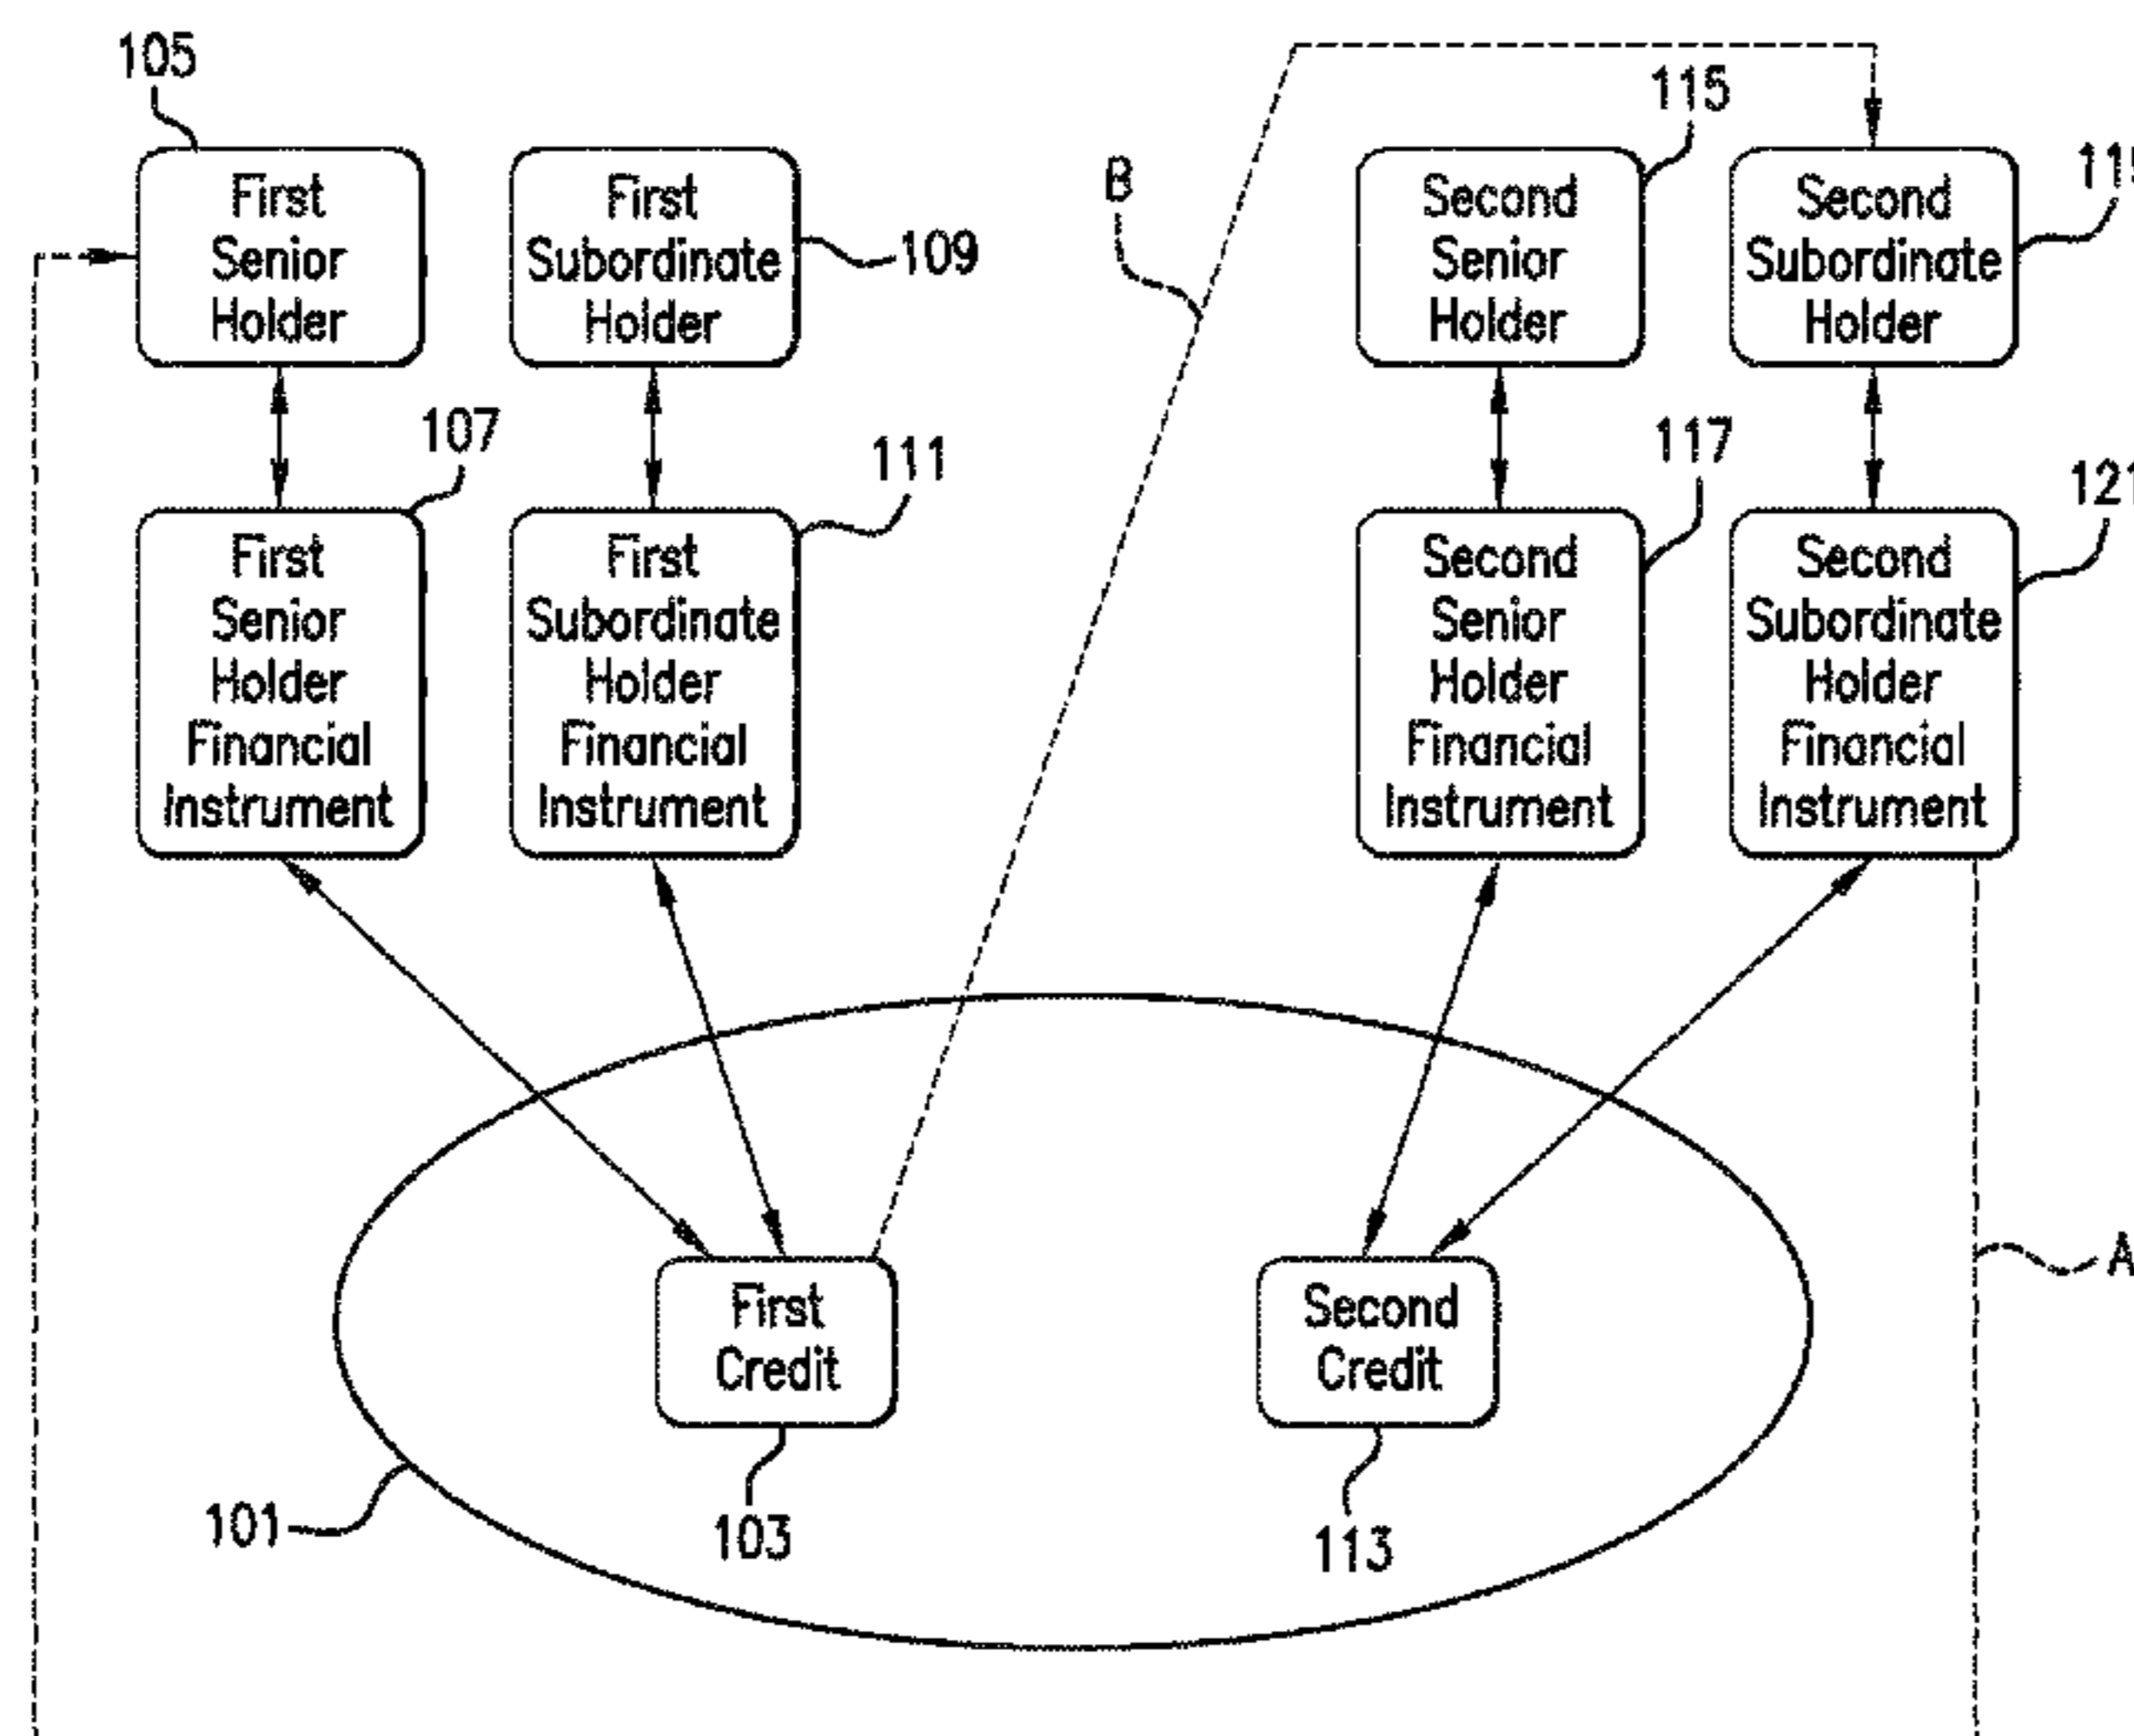 105
115
B
First
Senior
Holder
First
Subordinate
Holder
109
Second
Senior
Holder
Second
Subordinate
Holder
107
111
117
121
First
Senior
Holder
Financial
Instrument
First
Subordinate
Holder
Financial
Instrument
Second
Senior
Holder
Financial
Instrument
Second
Subordinate
Holder
Financial
Instrument
A
First
Credit
Second
Credit
101
103
113